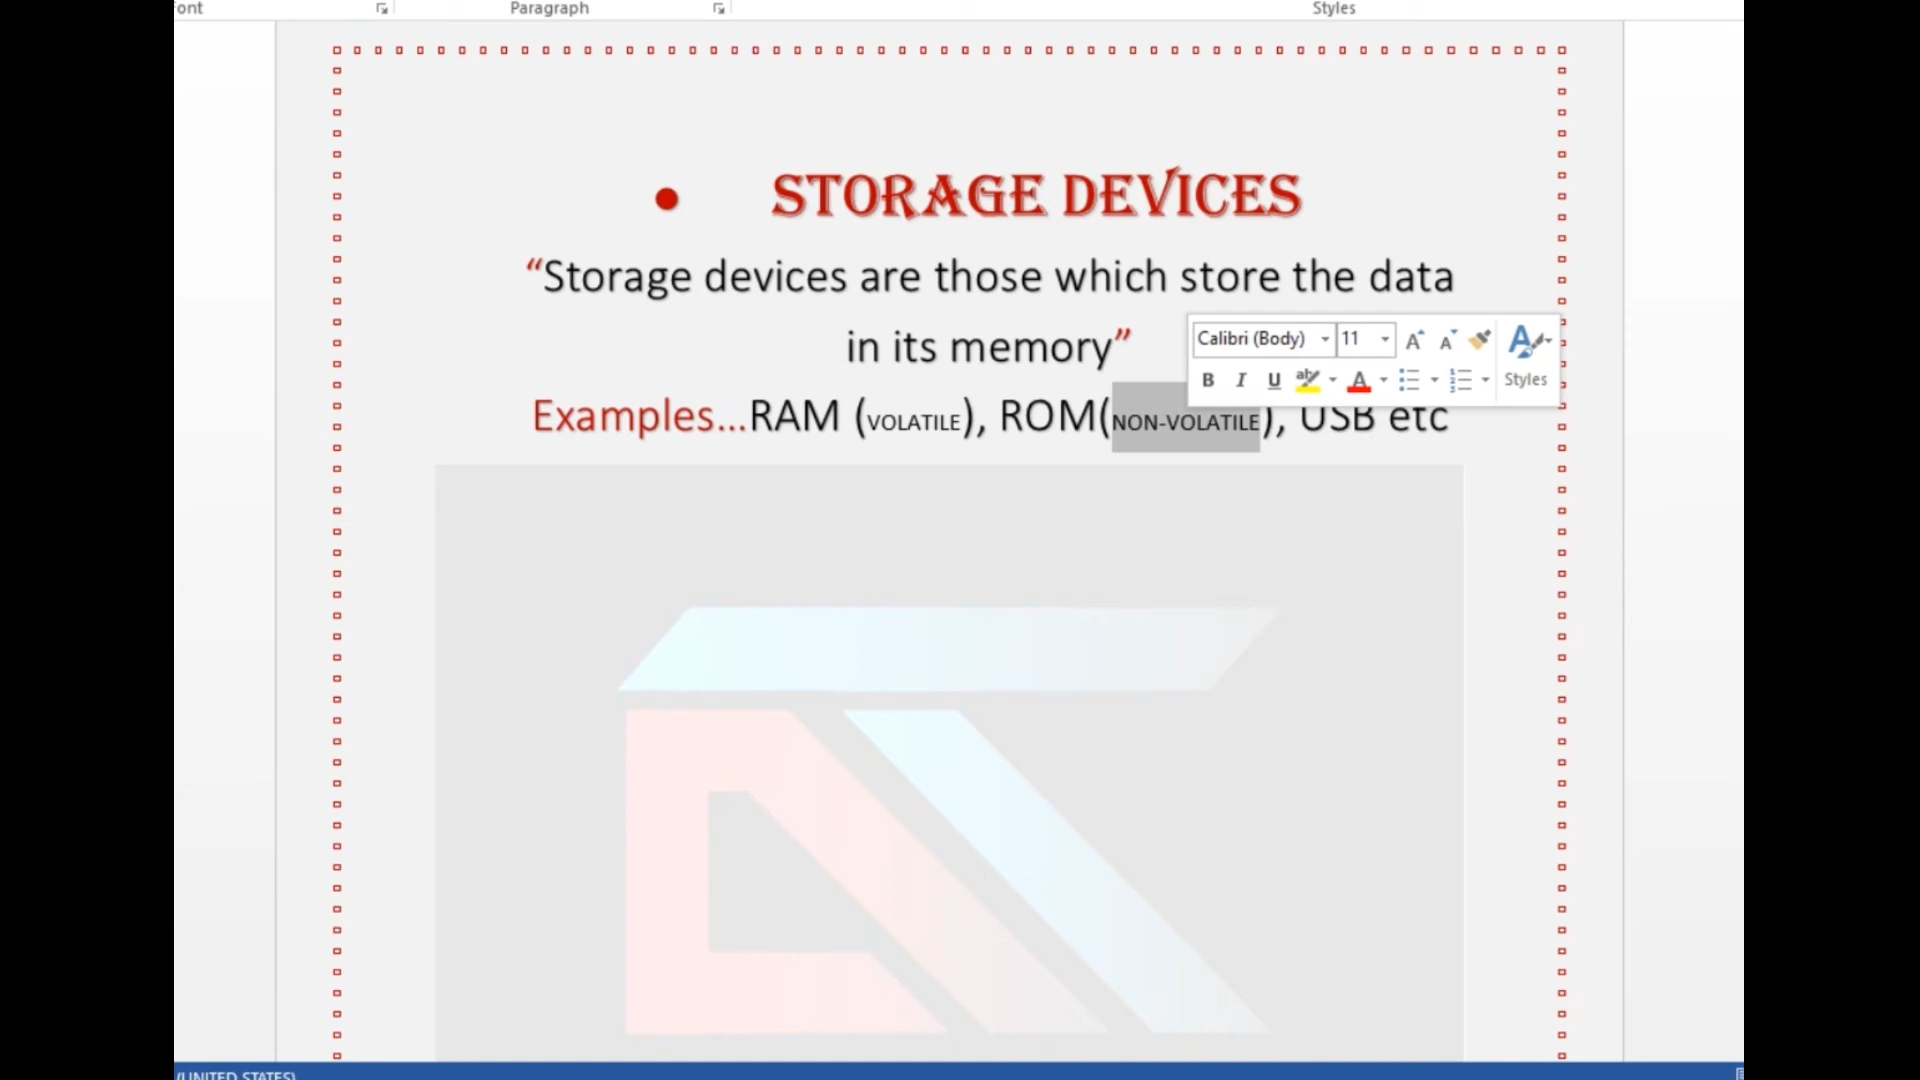 Font Paragraph Styles
• STORAGE DEVICES
“Storage devices are those which store the data
in its memory”
Calibri (Body) 11
B I U Styles
Examples...RAM (VOLATILE), ROM(NON-VOLATILE), USB etc
(UNITED STATES)